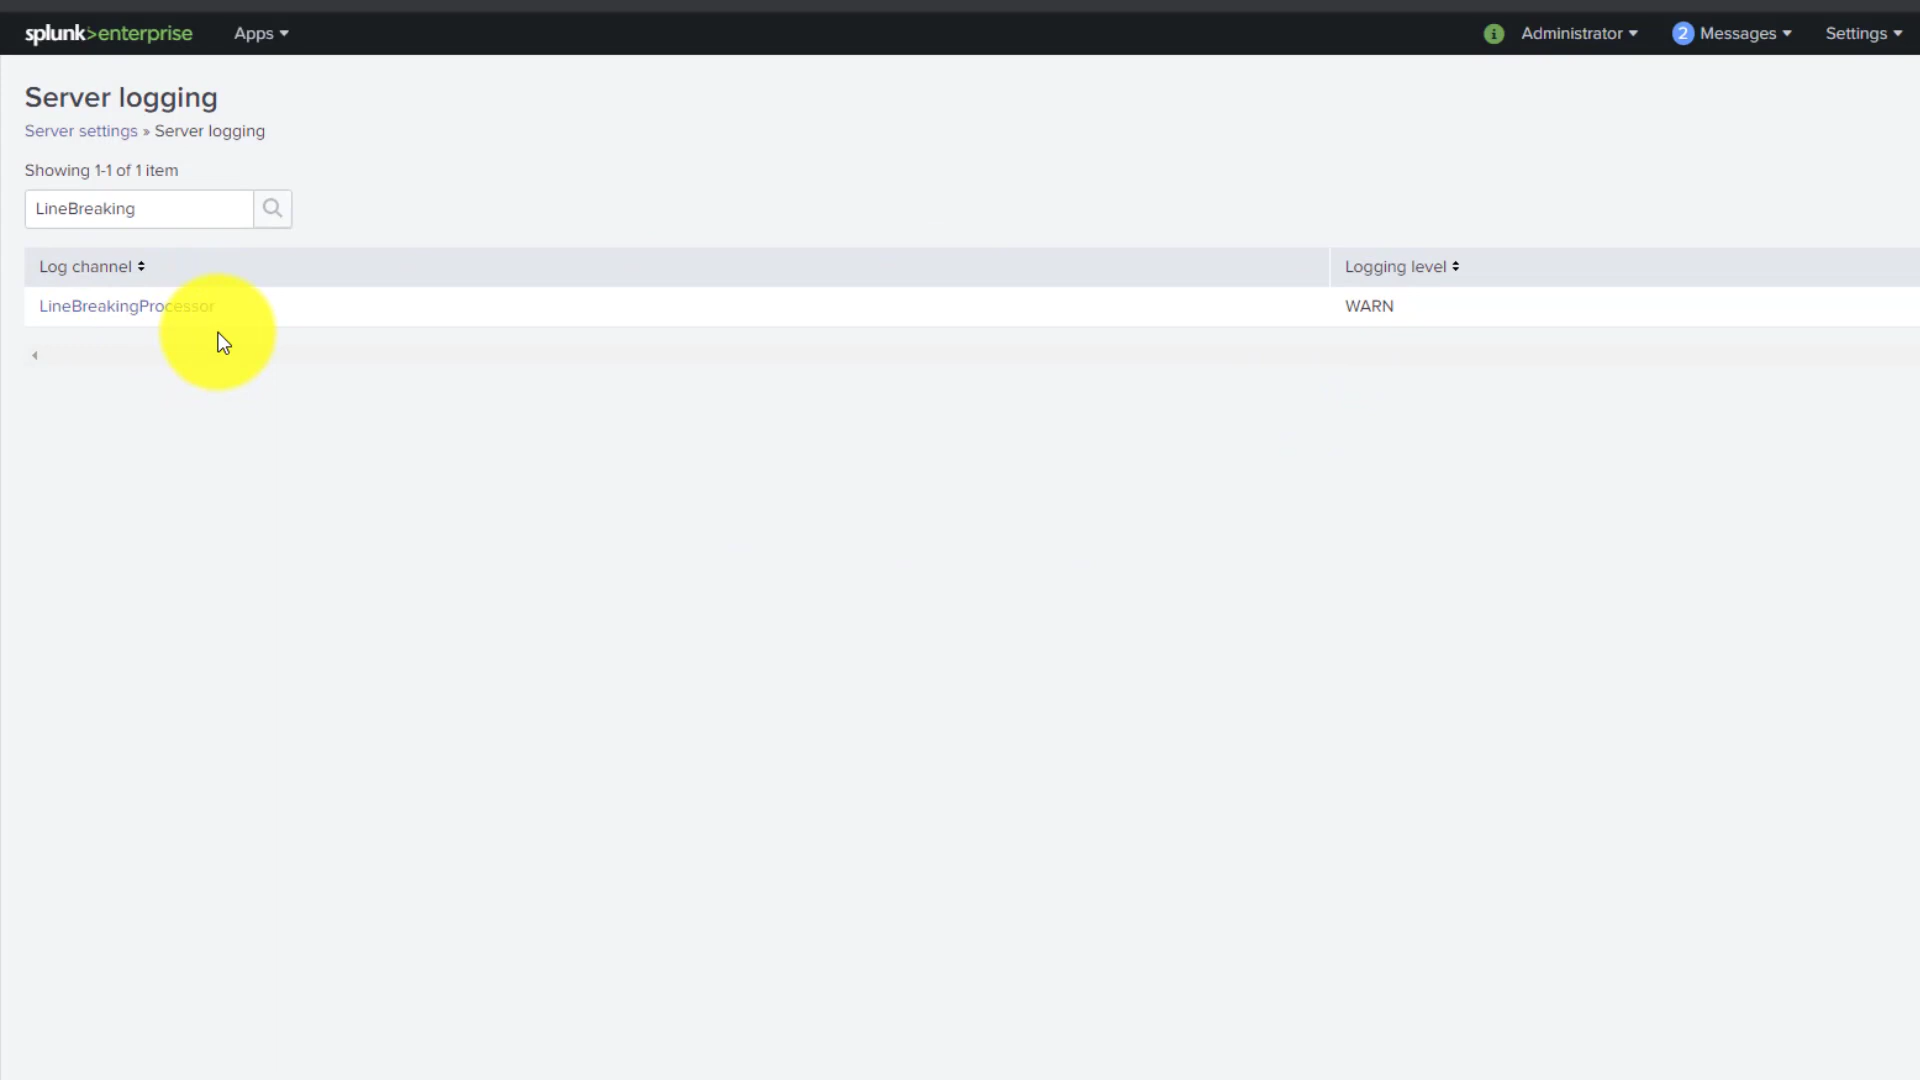 splunk>enterprise Apps i Administrator 2 Messages Settings
Server logging
Server settings » Server logging
Showing 1-1 of 1 item
LineBreaking
Log channel Logging level
LineBreakingProcessor WARN